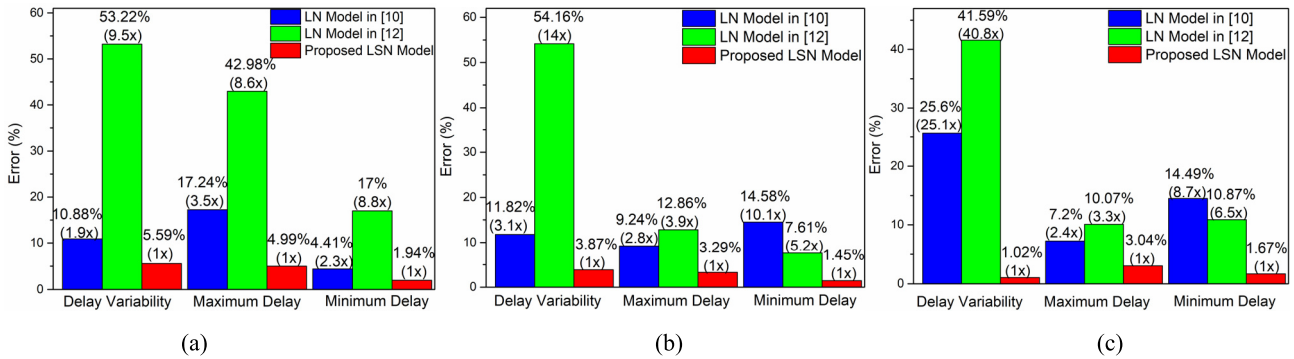 53.22%
(9.5x)
LN Model in [10]
LN Model in [12]
Proposed LSN Model
42.98%
(8.6x)
17.24%
(3.5x)
17%
(8.8x)
10.88%
(1.9x)
5.59%
(1x)
4.99%
(1x)
4.41%
(2.3x)
1.94%
(1x)
Error (%)
60
50
40
30
20
10
0
Delay Variability Maximum Delay Minimum Delay
(a)
54.16%
(14x)
LN Model in [10]
LN Model in [12]
Proposed LSN Model
11.82%
(3.1x)
3.87%
(1x)
9.24%
(2.8x)
12.86%
(3.9x)
3.29%
(1x)
14.58%
(10.1x)
7.61%
(5.2x)
1.45%
(1x)
Error (%)
60
50
40
30
20
10
0
Delay Variability Maximum Delay Minimum Delay
(b)
41.59%
(40.8x)
LN Model in [10]
LN Model in [12]
Proposed LSN Model
25.6%
(25.1x)
1.02%
(1x)
7.2%
(2.4x)
10.07%
(3.3x)
3.04%
(1x)
14.49%
(8.7x)
10.87%
(6.5x)
1.67%
(1x)
Error (%)
40
30
20
10
0
Delay Variability Maximum Delay Minimum Delay
(c)